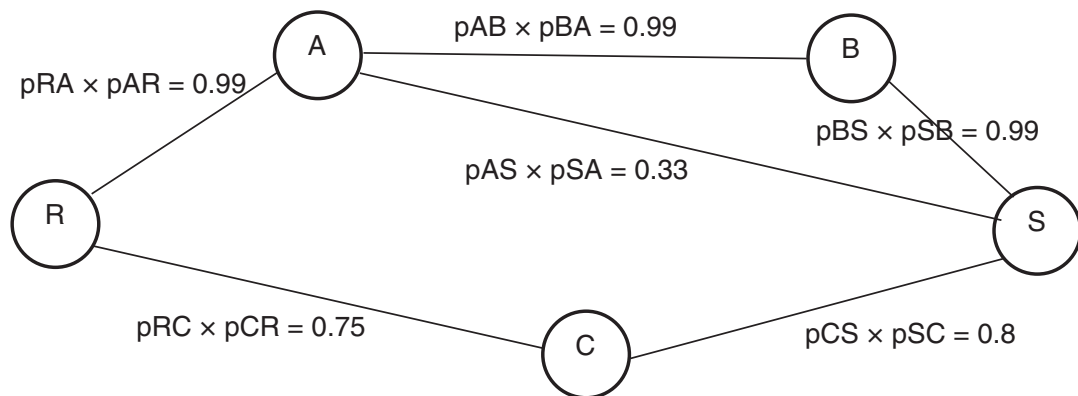 A
pAB × pBA = 0.99
B
pRA × pAR = 0.99
pBS × pSB = 0.99
pAS × pSA = 0.33
R
S
pRC × pCR = 0.75
C
pCS × pSC = 0.8